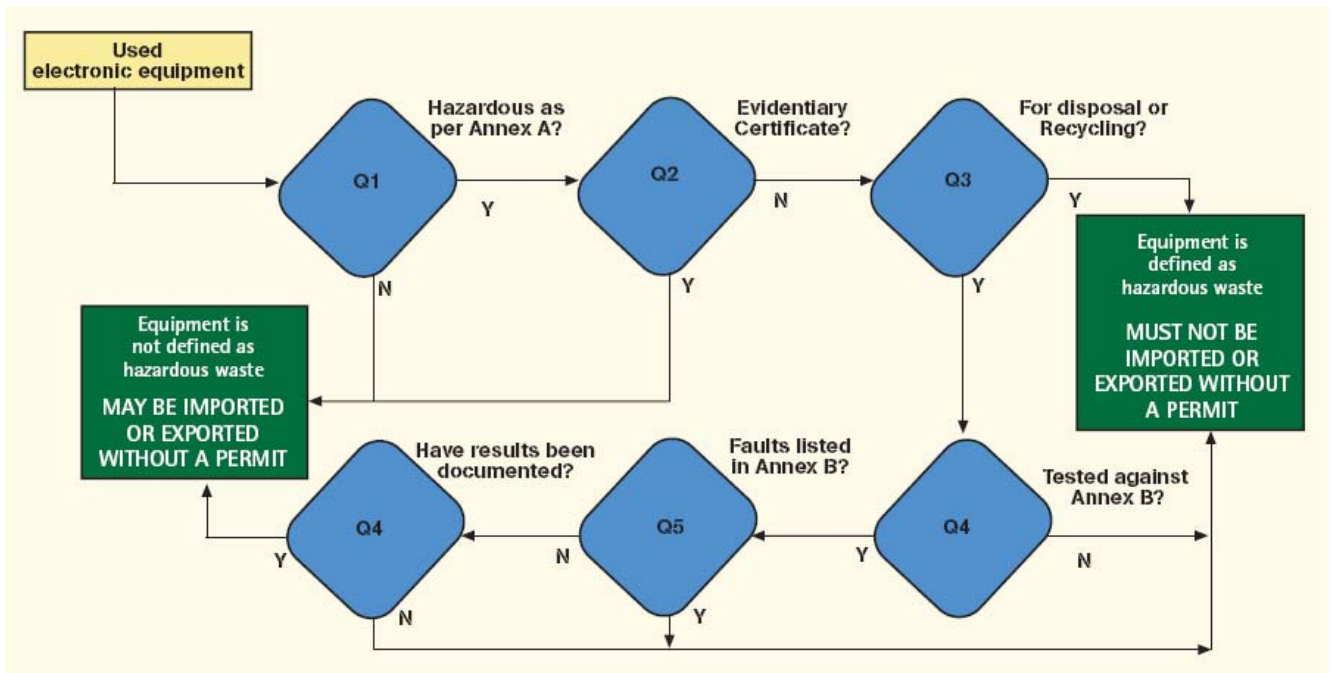 Used
electronic equipment
Q1
Hazardous as
per Annex A?
Y
N
Q2
Evidentiary
Certificate?
N
Y
Q3
For disposal or
Recycling?
Y
Y
Equipment is
defined as
hazardous waste
MUST NOT BE
IMPORTED OR
EXPORTED WITHOUT
A PERMIT
Equipment is
not defined as
hazardous waste
MAY BE IMPORTED
OR EXPORTED
WITHOUT A PERMIT
Have results been
documented?
Q4
Y
N
Faults listed
in Annex B?
Q5
N
Y
Tested against
Annex B?
Q4
Y
N